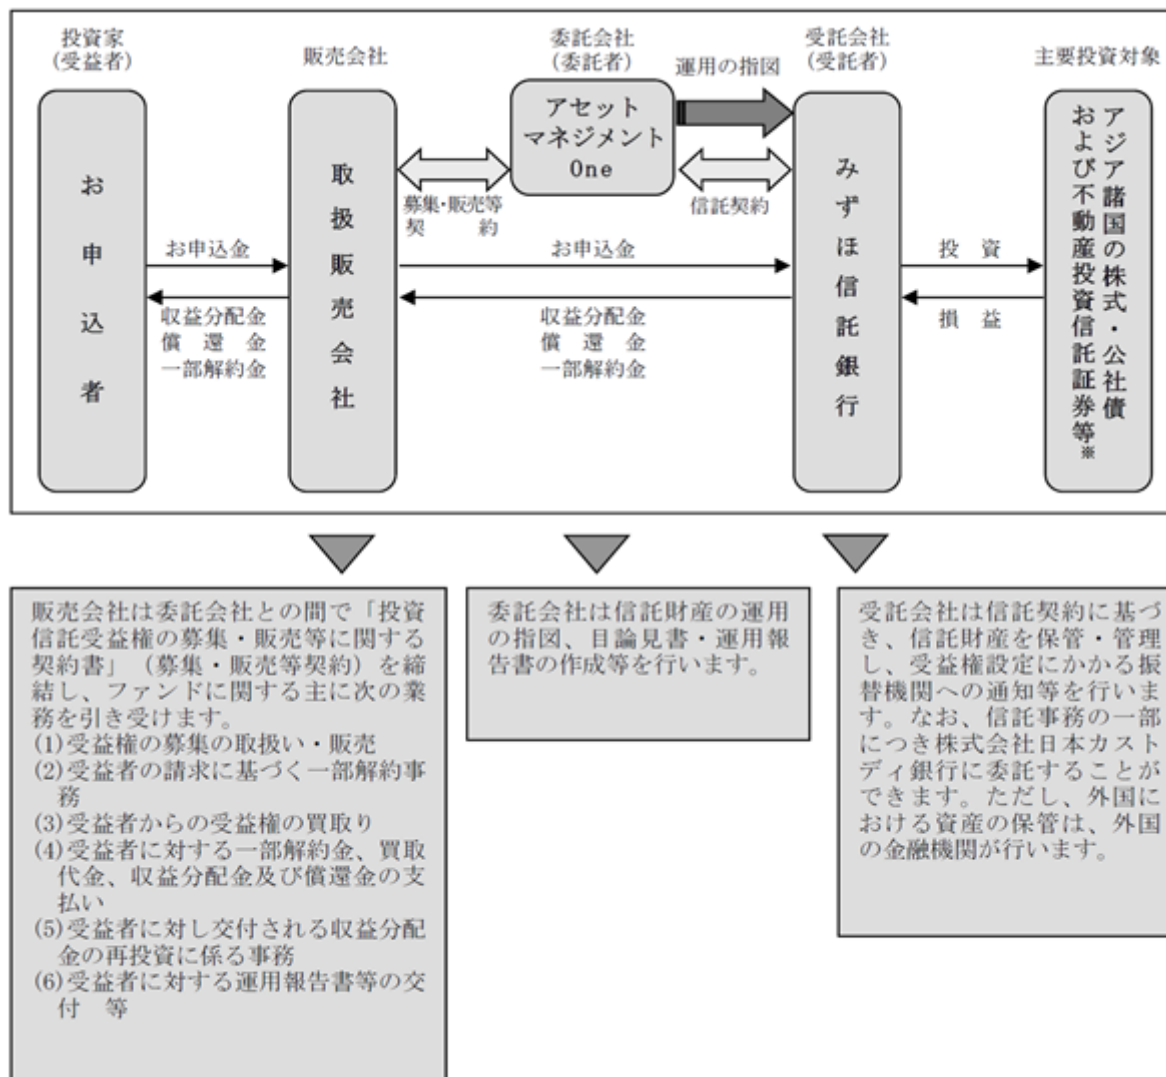 投資家
(受益者)
販売会社
委託会社
(委託者)
運用の指図
受託会社
(受託者)
主要投資対象
お申込者
取扱販売会社
アセット
マネジメント
One
みずほ信託銀行
アジア諸国の株式・公社債
および不動産投資信託証券等※
募集・販売等
契　約
信託契約
お申込金
収益分配金
償　還　金
一部解約金
お申込金
収益分配金
償　還　金
一部解約金
投　資
損　益
販売会社は委託会社との間で「投資
信託受益権の募集・販売等に関する
契約書」（募集・販売等契約）を締
結し、ファンドに関する主に次の業
務を引き受けます。
(1)受益権の募集の取扱い・販売
(2)受益者の請求に基づく一部解約事
務
(3)受益者からの受益権の買取り
(4)受益者に対する一部解約金、買取
代金、収益分配金及び償還金の支
払い
(5)受益者に対し交付される収益分配
金の再投資に係る事務
(6)受益者に対する運用報告書等の交
付　等
委託会社は信託財産の運用
の指図、目論見書・運用報
告書の作成等を行います。
受託会社は信託契約に基づ
き、信託財産を保管・管理
し、受益権設定にかかる振
替機関への通知等を行いま
す。なお、信託事務の一部
につき株式会社日本カスト
ディ銀行に委託することが
できます。ただし、外国に
おける資産の保管は、外国
の金融機関が行います。